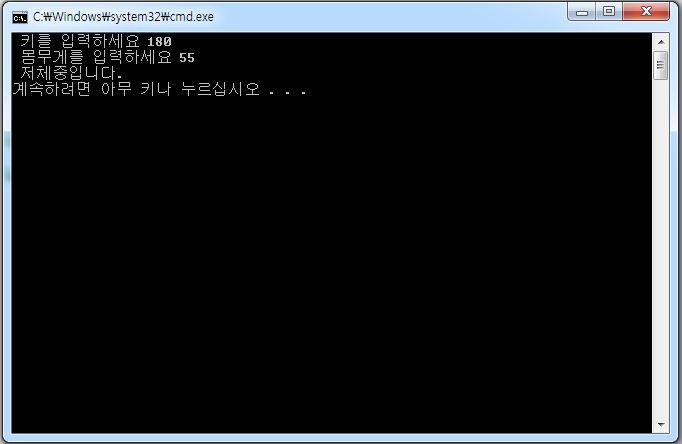 C:₩Windows₩system32₩cmd.exe
키를 입력하세요 180
몸무게를 입력하세요 55
저체중입니다.
계속하려면 아무 키나 누르십시오 . . .